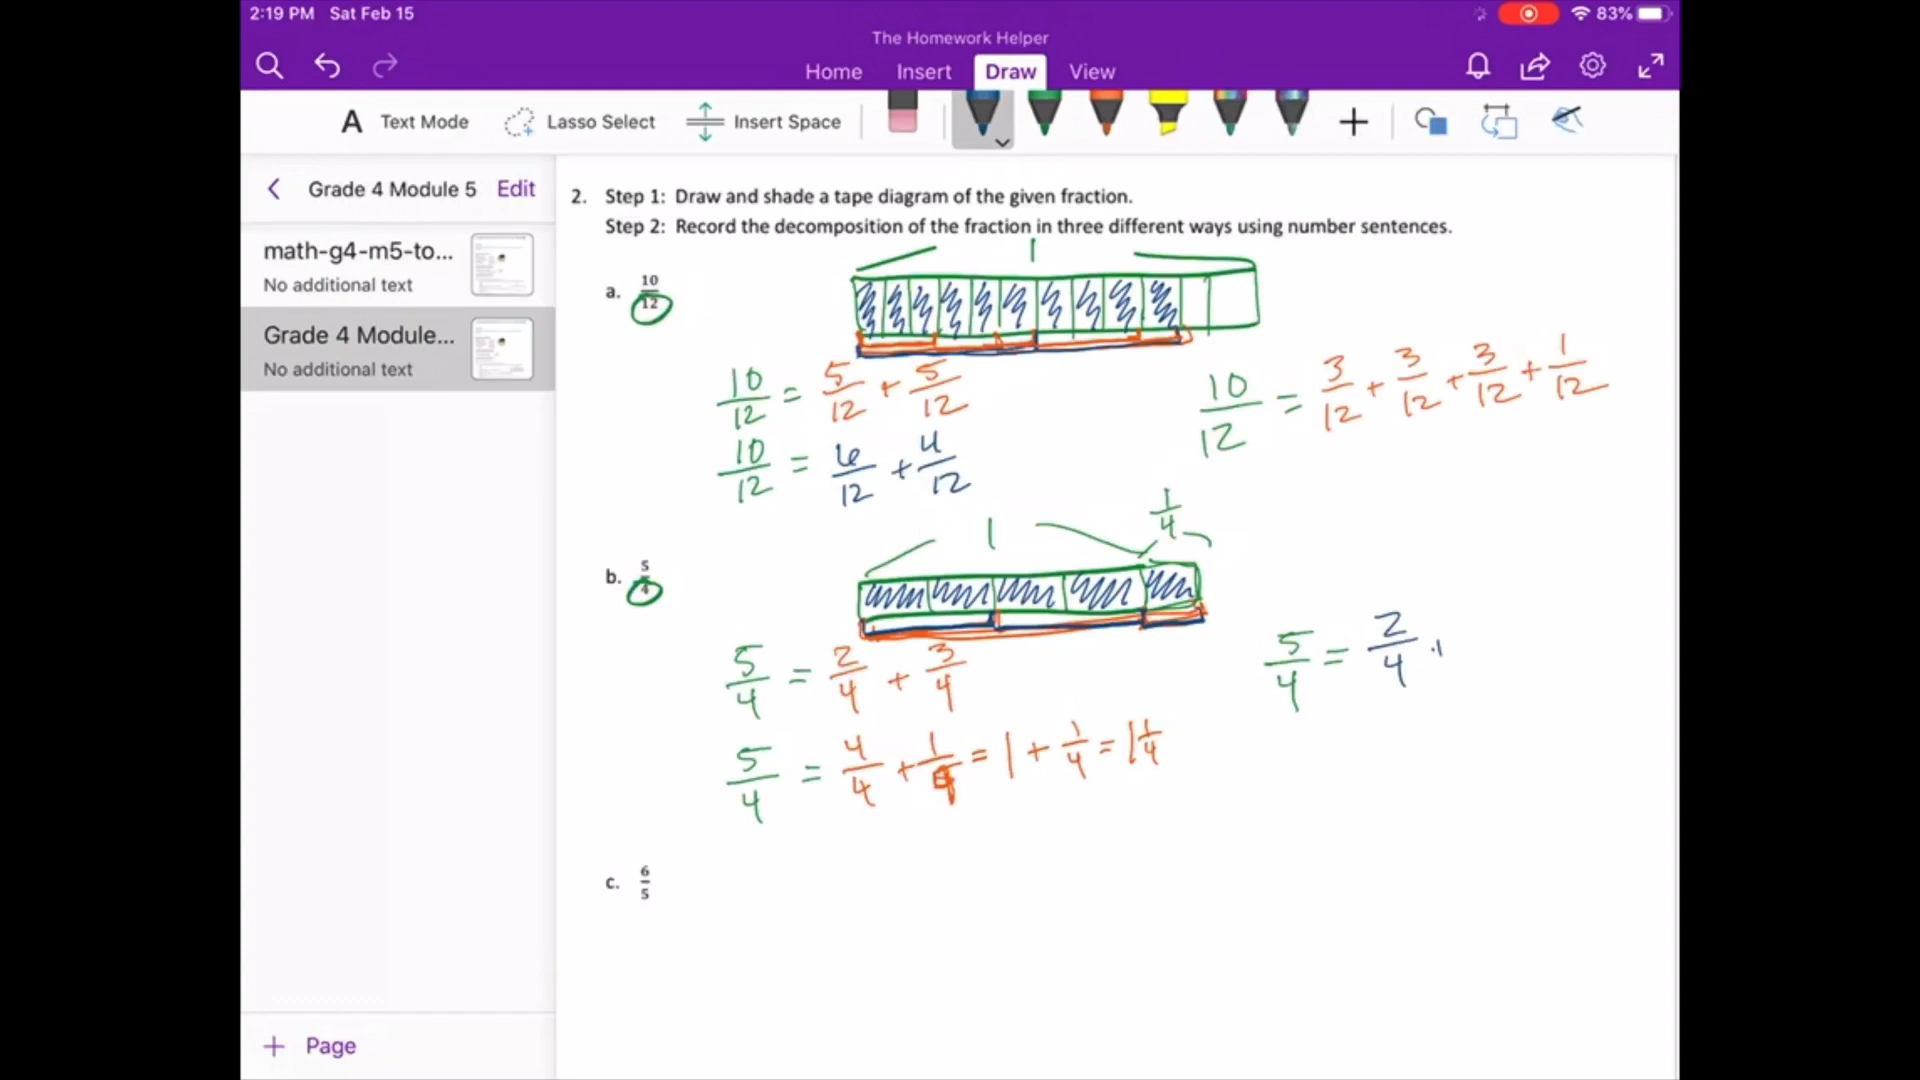 2:19 PM Sat Feb 15 83%
The Homework Helper
Home Insert Draw View
A Text Mode Lasso Select Insert Space
Grade 4 Module 5 Edit
math-g4-m5-to...
No additional text
Grade 4 Module...
No additional text
+ Page
2. Step 1: Draw and shade a tape diagram of the given fraction.
Step 2: Record the decomposition of the fraction in three different ways using number sentences.
1
a. 10/12
10/12 = 5/12 + 5/12
10/12 = 6/12 + 4/12
10/12 = 3/12 + 3/12 + 3/12 + 1/12
1 1/4
b. 5/4
5/4 = 2/4 + 3/4
5/4 = 4/4 + 1/4 = 1 + 1/4 = 1 1/4
5/4 = 2/4
c. 6/5